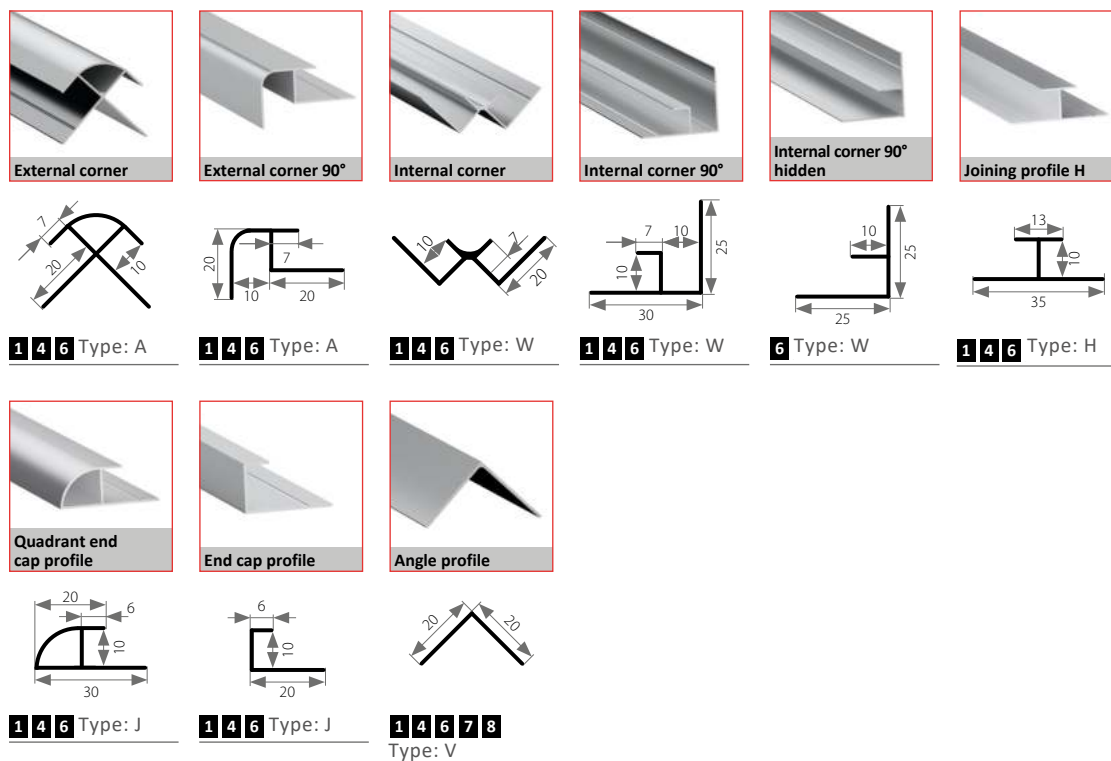 External corner
External corner 90°
Internal corner
Internal corner 90°
Internal corner 90°
hidden
Joining profile H
7
20
10
20
10
7
20
10
7
20
7
10
10
25
30
10
25
25
13
10
35
1 4 6 Type: A
1 4 6 Type: A
1 4 6 Type: W
1 4 6 Type: W
6 Type: W
1 4 6 Type: H
Quadrant end
cap profile
End cap profile
Angle profile
20
6
10
30
6
10
20
20
20
1 4 6 Type: J
1 4 6 Type: J
1 4 6 7 8
Type: V